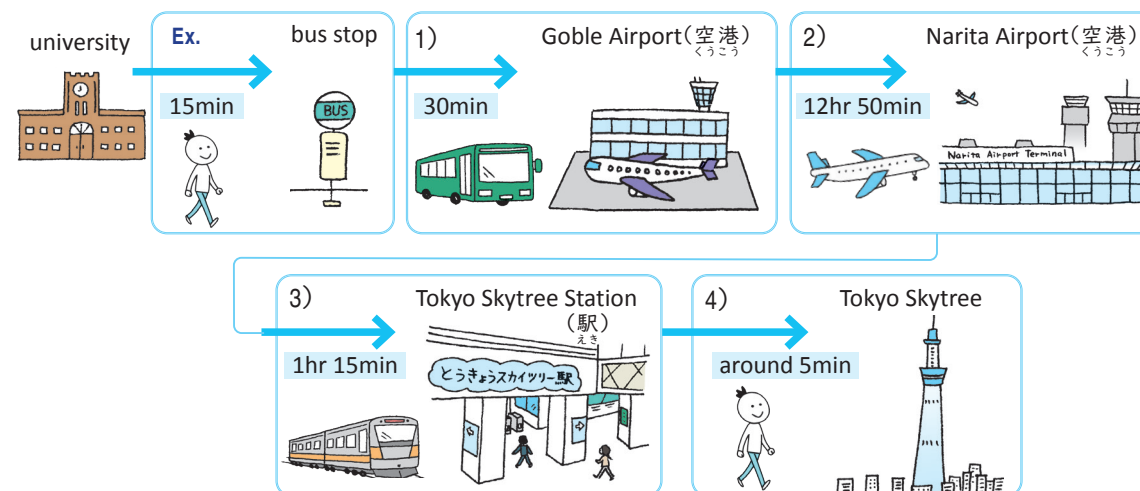 university
Ex.
bus stop
15min
BUS
1)
Goble Airport(空港)
くうこう
30min
2)
Narita Airport(空港)
くうこう
12hr 50min
Narita Airport Terminal
3)
Tokyo Skytree Station
(駅)
えき
1hr 15min
とうきょうスカイツリー駅
4)
Tokyo Skytree
around 5min